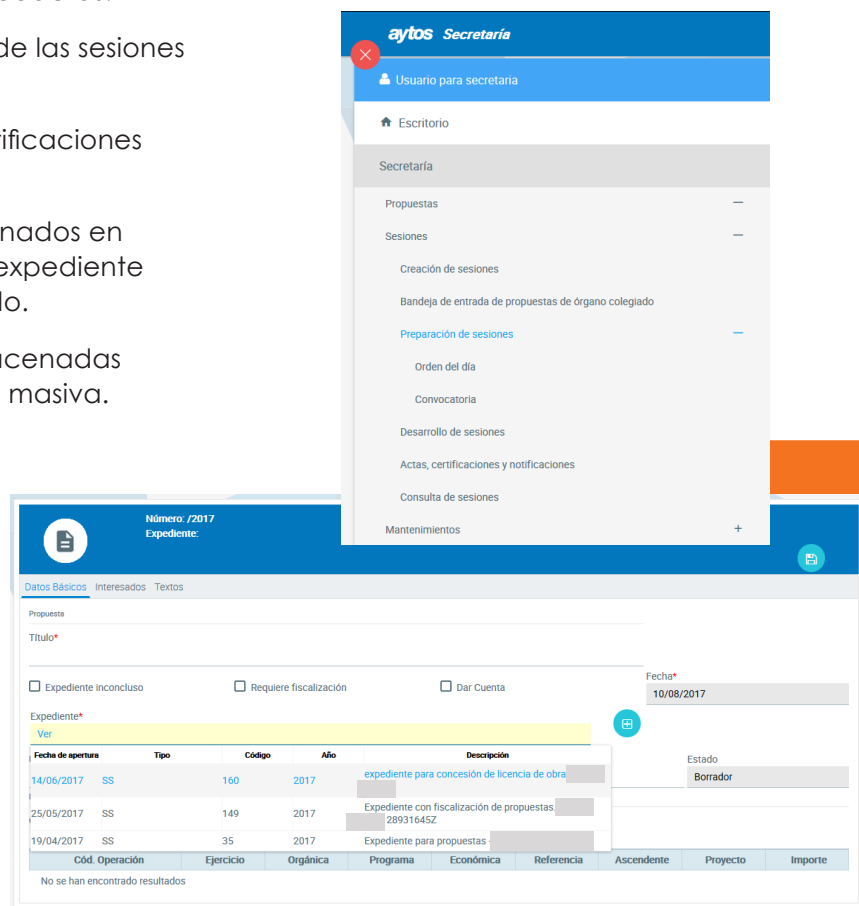 de las sesiones
expediente
masiva.
aytos Secretaría
Usuario para secretaria
Escritorio
Secretaría
Propuestas
Sesiones
Creación de sesiones
Bandeja de entrada de propuestas de órgano colegiado
Preparación de sesiones
Orden del día
Convocatoria
Desarrollo de sesiones
Actas, certificaciones y notificaciones
Consulta de sesiones
Mantenimientos +
Número: /2017
Expediente:
Datos Básicos Interesados Textos
Propuesta
Título*
Expediente inconcluso Requiere fiscalización Dar Cuenta
Fecha*
10/08/2017
Expediente*
Ver
Fecha de apertura Tipo Código Año Descripción
Estado
Borrador
14/06/2017 SS 160 2017 expediente para concesión de licencia de obra
25/05/2017 SS 149 2017 Expediente con fiscalización de propuestas.
28931645Z
19/04/2017 SS 35 2017 Expediente para propuestas -
Cód. Operación Ejercicio Orgánica Programa Económica Referencia Ascendente Proyecto Importe
No se han encontrado resultados